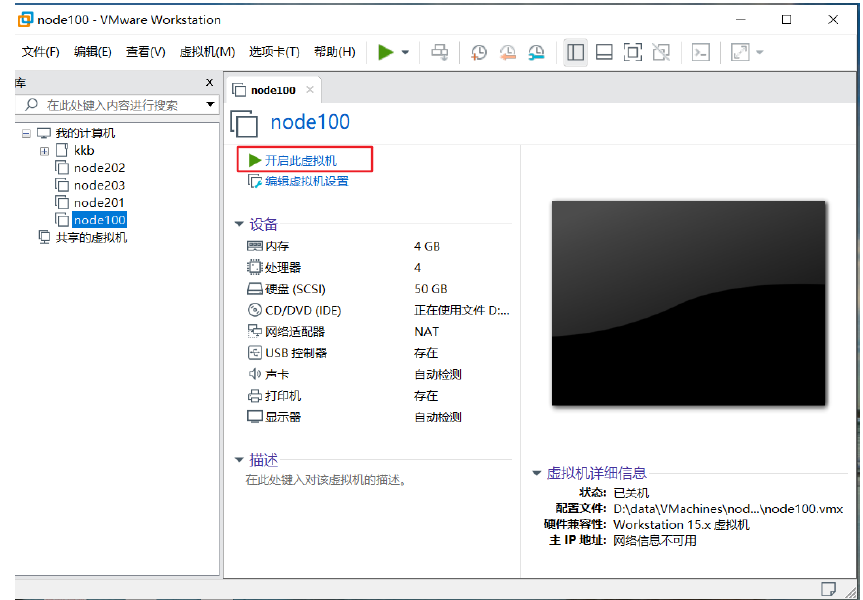 node100 - VMware Workstation
文件(F) 编辑(E) 查看(V) 虚拟机(M) 选项卡(T) 帮助(H)
库
在此处键入内容进行搜索
我的计算机
kkb
node202
node203
node201
node100
共享的虚拟机
node100
node100
开启此虚拟机
编辑虚拟机设置
设备
内存 4 GB
处理器 4
硬盘 (SCSI) 50 GB
CD/DVD (IDE) 正在使用文件 D:...
网络适配器 NAT
USB 控制器 存在
声卡 自动检测
打印机 存在
显示器 自动检测
描述
在此处键入对该虚拟机的描述。
虚拟机详细信息
状态: 已关机
配置文件: D:\data\VMachines\nod...\node100.vmx
硬件兼容性: Workstation 15.x 虚拟机
主 IP 地址: 网络信息不可用